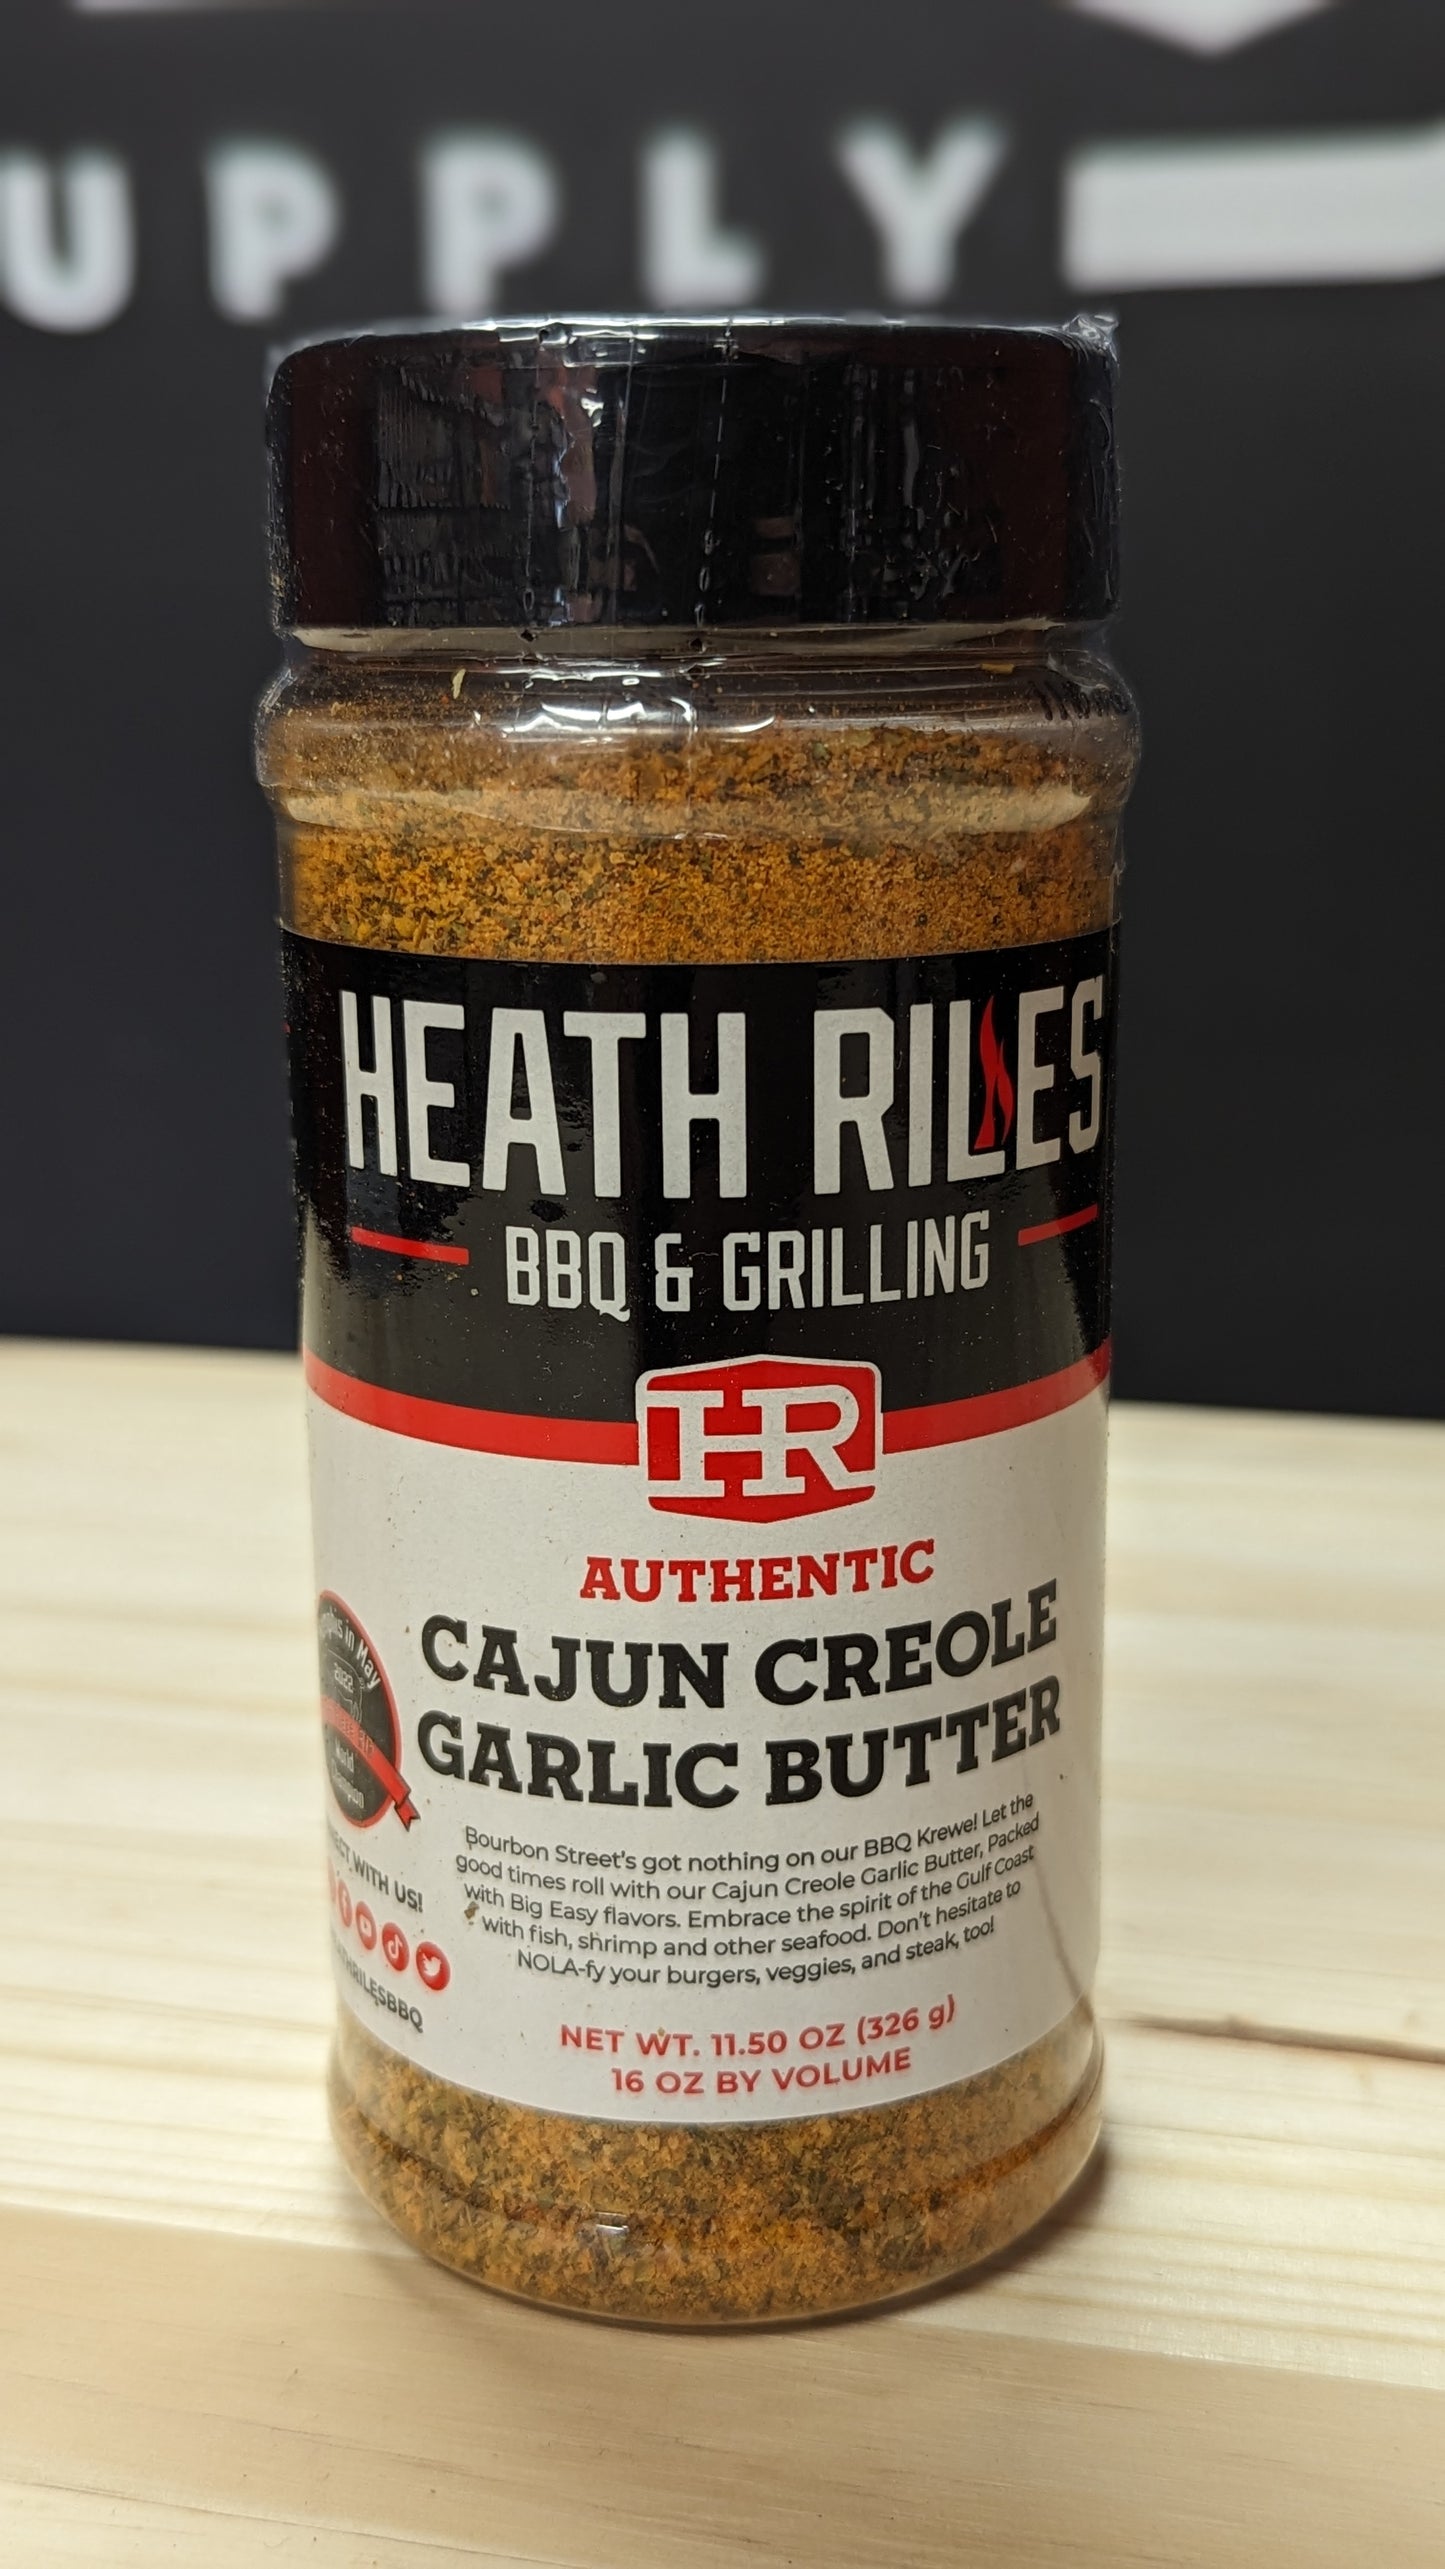 UPPLY
HEATH RILES
BBQ & GRILLING
HR
AUTHENTIC
CAJUN CREOLE
GARLIC BUTTER
Bourbon Street's got nothing on our BBQ Krewe! Let the
good times roll with our Cajun Creole Garlic Butter, Packed
with Big Easy flavors. Embrace the spirit of the Gulf Coast
with fish, shrimp and other seafood. Don't hesitate to
NOLA-fy your burgers, veggies, and steak, too!
NET WT. 11.50 OZ (326 g)
16 OZ BY VOLUME
in May
2022
World
WITH US!
RILESBBQ